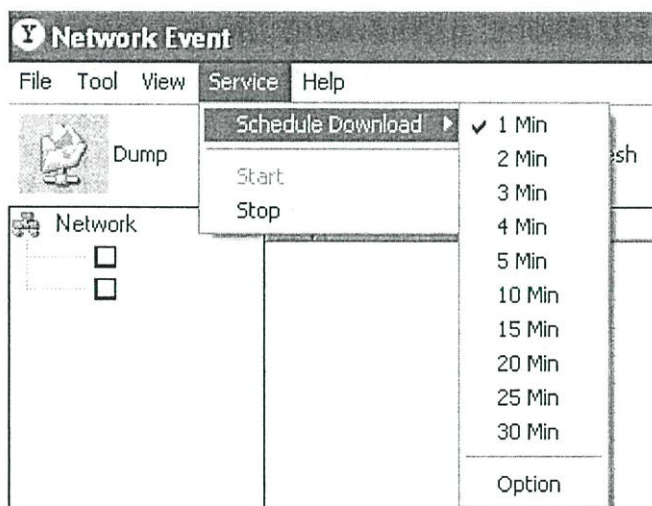 Y Network Event
File Tool View Service Help
Dump
Schedule Download
Start
Stop
Network
1 Min
2 Min
3 Min
4 Min
5 Min
10 Min
15 Min
20 Min
25 Min
30 Min
Option
esh